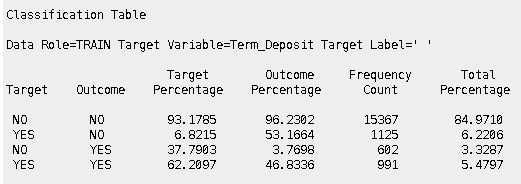 Classification Table
Data Role=TRAIN Target Variable=Term_Deposit Target Label=' '
Target Outcome Frequency Total
Target Outcome Percentage Percentage Count Percentage
NO NO 93.1785 96.2302 15367 84.9710
YES NO 6.8215 53.1664 1125 6.2206
NO YES 37.7903 3.7698 602 3.3287
YES YES 62.2097 46.8336 991 5.4797